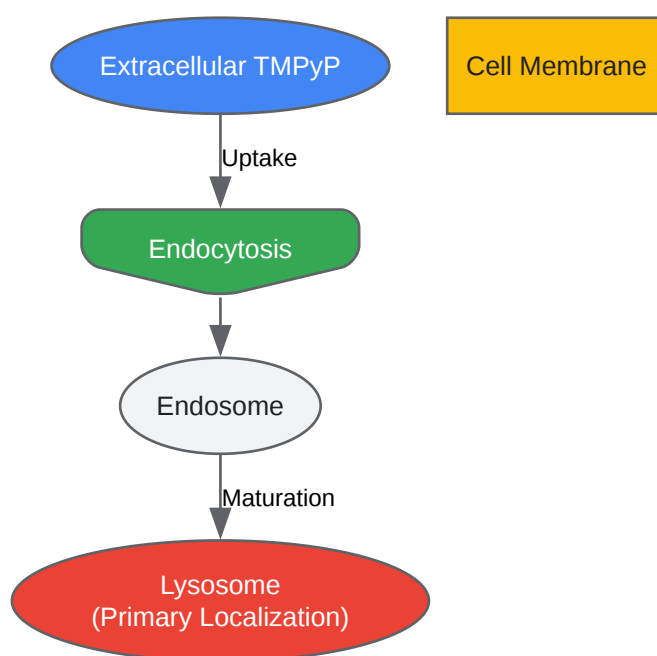 Extracellular TMPyP
Cell Membrane
Uptake
Endocytosis
Endosome
Maturation
Lysosome
(Primary Localization)